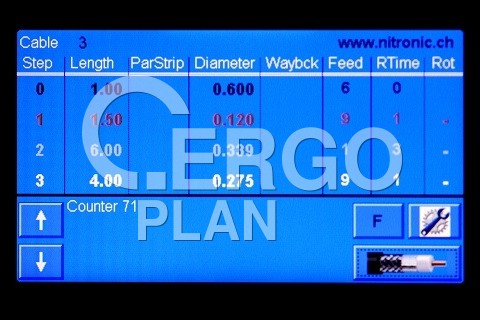 Cable 3 www.nitronic.ch
Step Length ParStrip Diameter Waybck Feed RTime Rot
0 1.00 0.600 6 0
1 1.50 0.120 9 1 -
2 6.00 0.339 1 3 -
3 4.00 0.275 9 1 -
Counter 71
F
CERGO
PLAN